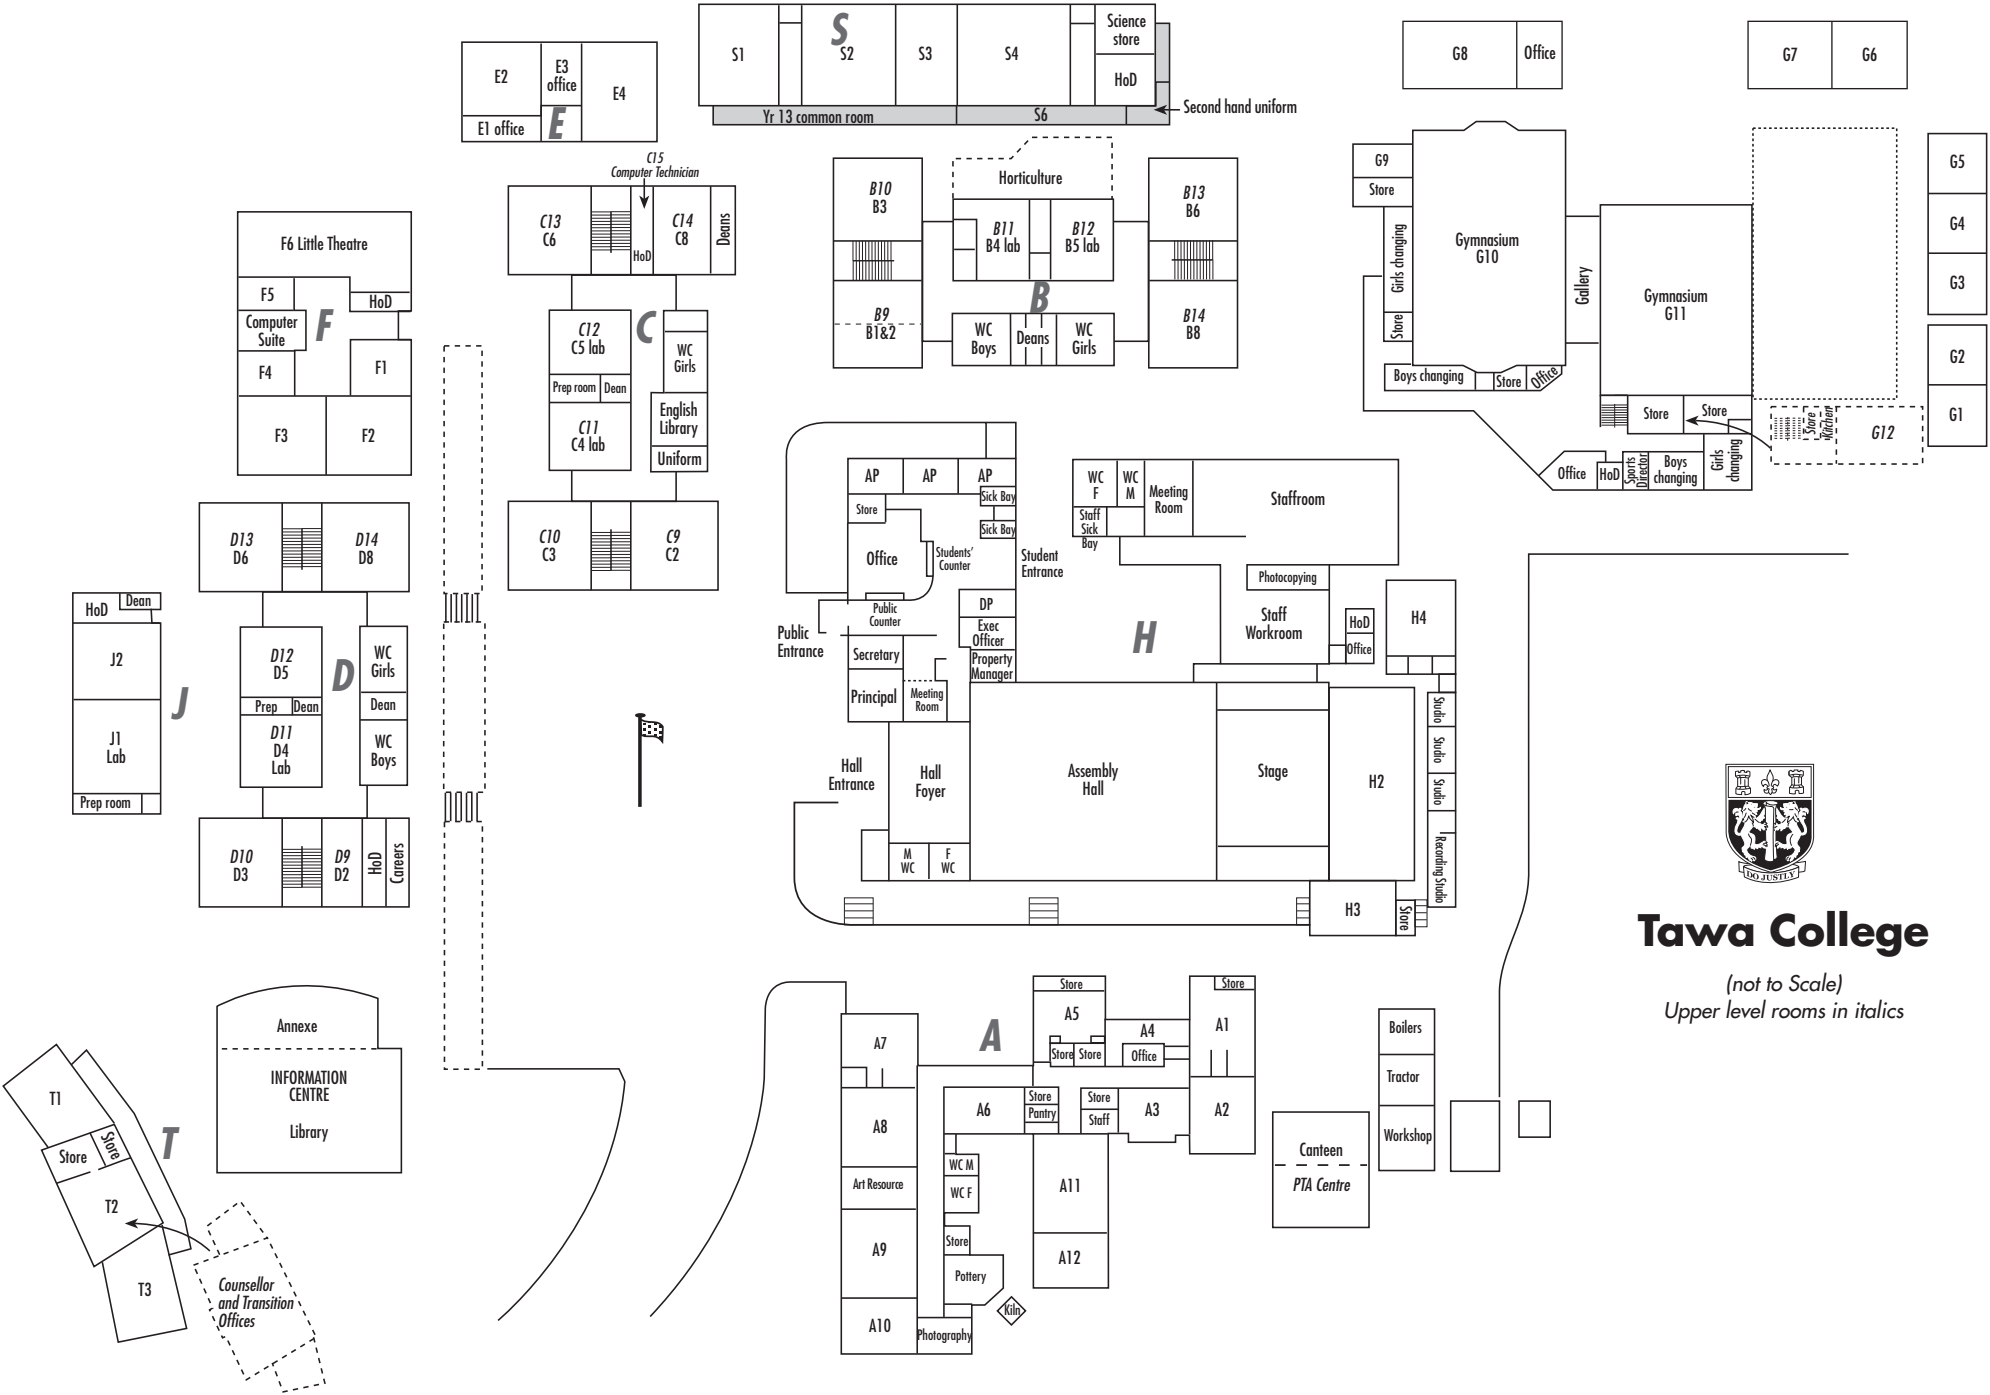 S
S1
S2
S3
S4
Science
store
HoD
Yr 13 common room
S6
Second hand uniform
E2
E3
office
E4
E1 office
E
G8
Office
G7
G6
C15
Computer Technician
C13
C6
HoD
C14
C8
Deans
C12
C5 lab
C
WC
Girls
Prep room
Dean
C11
C4 lab
English
Library
Uniform
C10
C3
C9
C2
Horticulture
B10
B3
B11
B4 lab
B12
B5 lab
B13
B6
B
B9
B1&2
WC
Boys
Deans
WC
Girls
B14
B8
G9
Store
Girls changing
Store
Gymnasium
G10
Gallery
Gymnasium
G11
Boys changing
Store
Office
Store
Store
Store
Kitchen
G12
Office
HoD
Sports
Director
Boys
changing
Girls
changing
G5
G4
G3
G2
G1
F6 Little Theatre
F5
HoD
Computer
Suite
F
F4
F1
F3
F2
D13
D6
D14
D8
D12
D5
D
WC
Girls
Prep
Dean
Dean
D11
D4
Lab
WC
Boys
D10
D3
D9
D2
HoD
Careers
HoD
Dean
J2
J
J1
Lab
Prep room
AP
AP
AP
Sick Bay
Store
Sick Bay
Office
Students'
Counter
Student
Entrance
Public
Counter
DP
Exec
Officer
Public
Entrance
Secretary
Property
Manager
Principal
Meeting
Room
WC
F
WC
M
Meeting
Room
Staffroom
Staff
Sick
Bay
Photocopying
Staff
Workroom
HoD
Office
H4
H
Hall
Entrance
Hall
Foyer
Assembly
Hall
Stage
H2
Studio
Studio
Studio
Recording Studio
M
WC
F
WC
H3
Store
DO JUSTLY
Tawa College
(not to Scale)
Upper level rooms in italics
Annexe
INFORMATION
CENTRE
Library
T1
Store
Store
T
T2
T3
Counsellor
and Transition
Offices
A7
A
Store
A5
Store
Store
A4
Office
Store
A1
A8
A6
Store
Pantry
Store
Staff
A3
A2
Art Resource
WC M
WC F
A11
A9
Store
A12
Pottery
Kiln
A10
Photography
Canteen
PTA Centre
Boilers
Tractor
Workshop